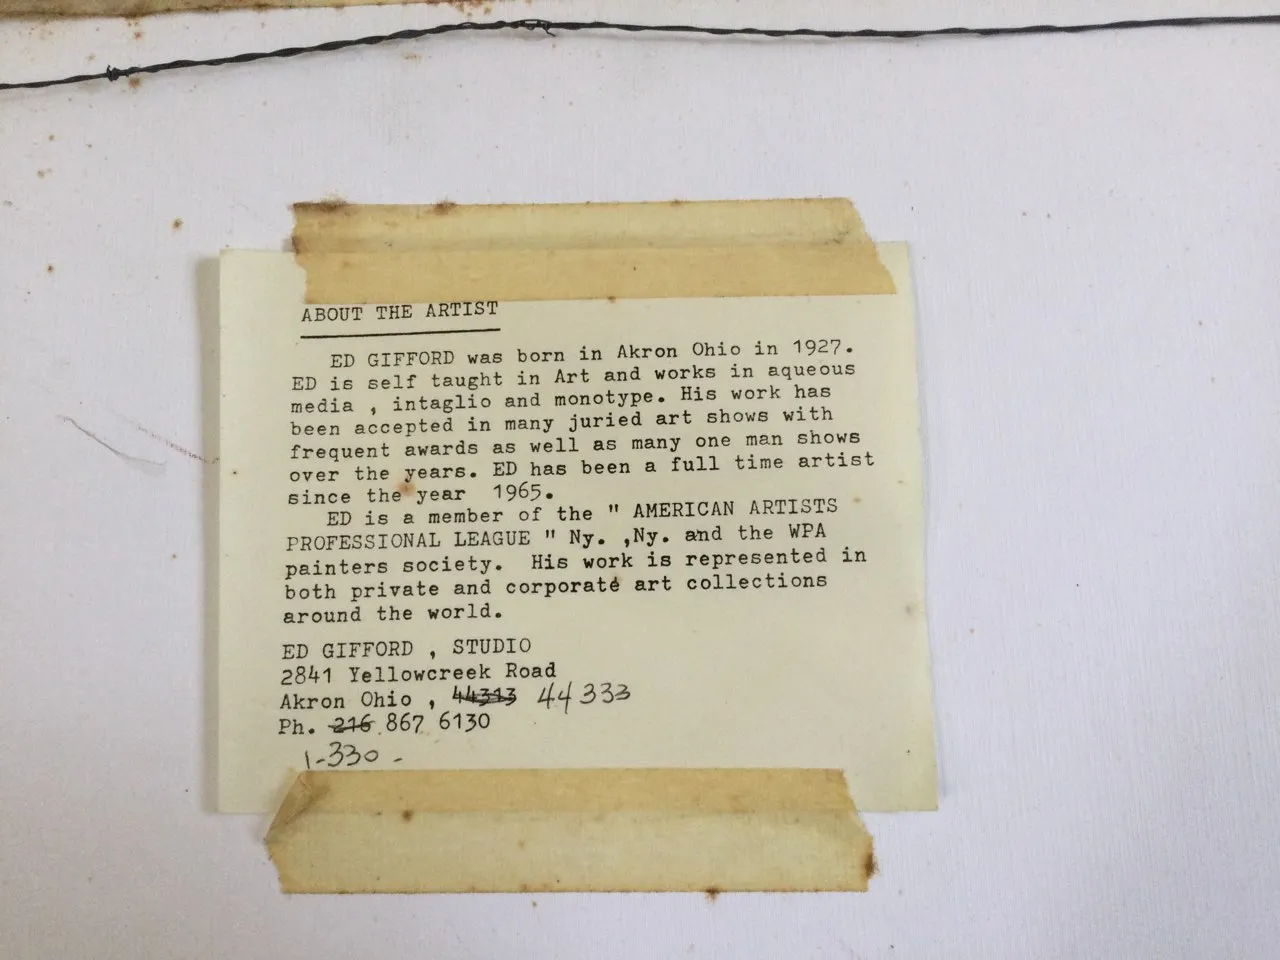 ABOUT THE ARTIST
ED GIFFORD was born in Akron Ohio in 1927.
ED is self taught in Art and works in aqueous
media , intaglio and monotype. His work has
been accepted in many juried art shows with
frequent awards as well as many one man shows
over the years. ED has been a full time artist
since the year 1965.
ED is a member of the " AMERICAN ARTISTS
PROFESSIONAL LEAGUE " Ny. ,Ny. and the WPA
painters society. His work is represented in
both private and corporate art collections
around the world.
ED GIFFORD , STUDIO
2841 Yellowcreek Road
Akron Ohio , 44313 44333
Ph. 216 867 6130
1-330-